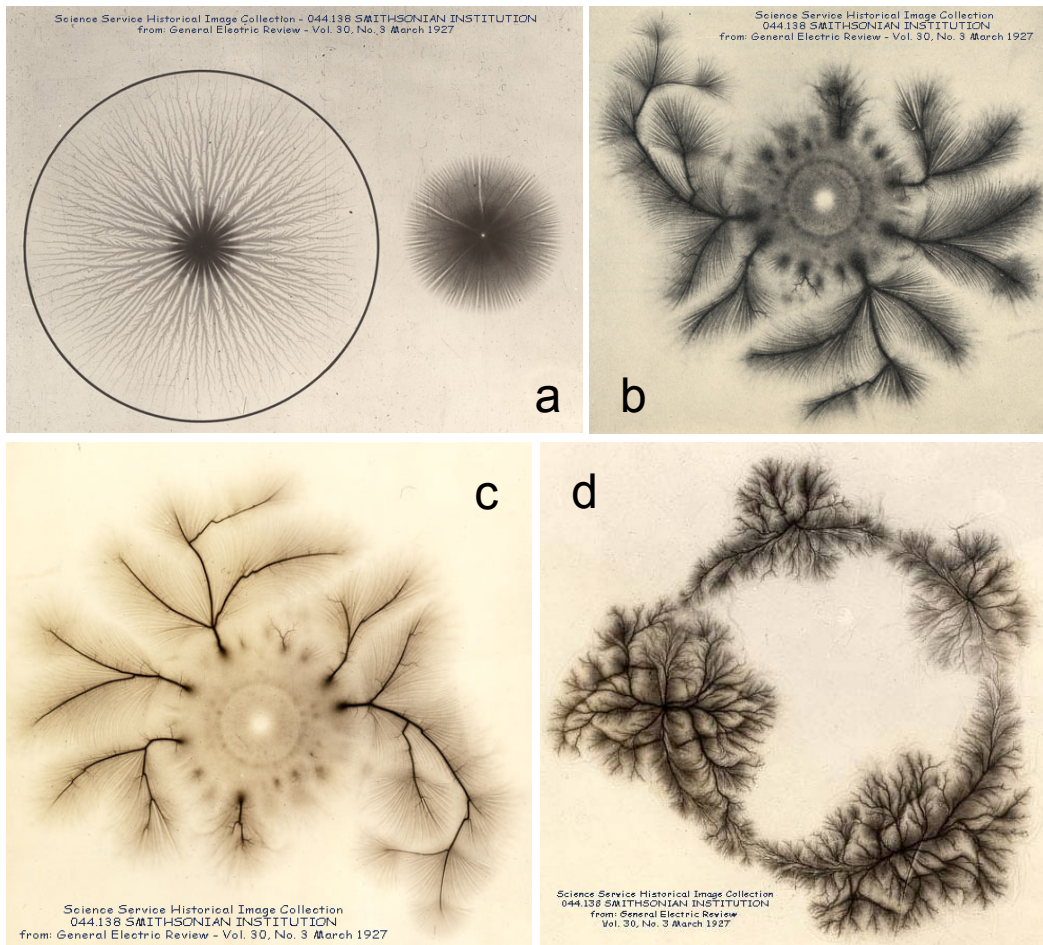 Science Service Historical Image Collection - 044.138 SMITHSONIAN INSTITUTION
from: General Electric Review - Vol. 30, No. 3 March 1927
a
Science Service Historical Image Collection
044.138 SMITHSONIAN INSTITUTION
from: General Electric Review - Vol. 30, No. 3 March 1927
b
c
Science Service Historical Image Collection
044.138 SMITHSONIAN INSTITUTION
from: General Electric Review - Vol. 30, No. 3 March 1927
d
Science Service Historical Image Collection
044.138 SMITHSONIAN INSTITUTION
from: General Electric Review
Vol. 30, No. 3 March 1927